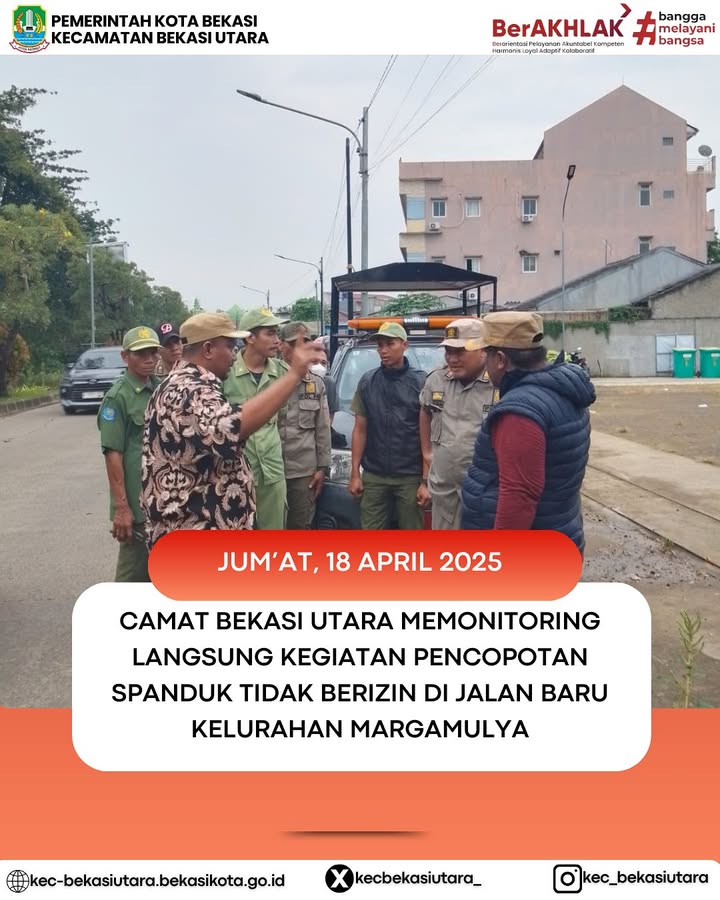 PEMERINTAH KOTA BEKASI
KECAMATAN BEKASI UTARA
BerAKHLAK
Berorientasi Pelayanan Akuntabel Kompeten
Harmonis Loyal Adaptif Kolaboratif
#bangga
melayani
bangsa
JUM'AT, 18 APRIL 2025
CAMAT BEKASI UTARA MEMONITORING
LANGSUNG KEGIATAN PENCOPOTAN
SPANDUK TIDAK BERIZIN DI JALAN BARU
KELURAHAN MARGAMULYA
kec-bekasiutara.bekasikota.go.id
kecbekasiutara_
kec_bekasiutara